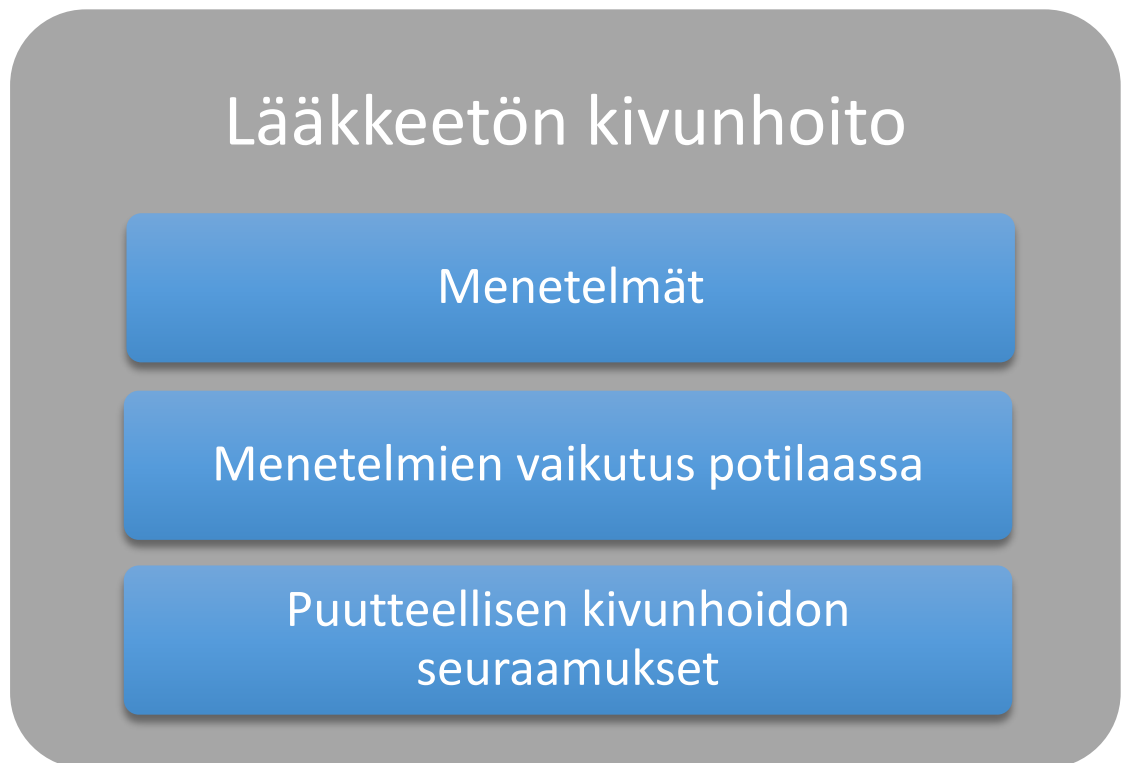 Lääkkeetön kivunhoito
Menetelmät
Menetelmien vaikutus potilaassa
Puutteellisen kivunhoidon
seuraamukset